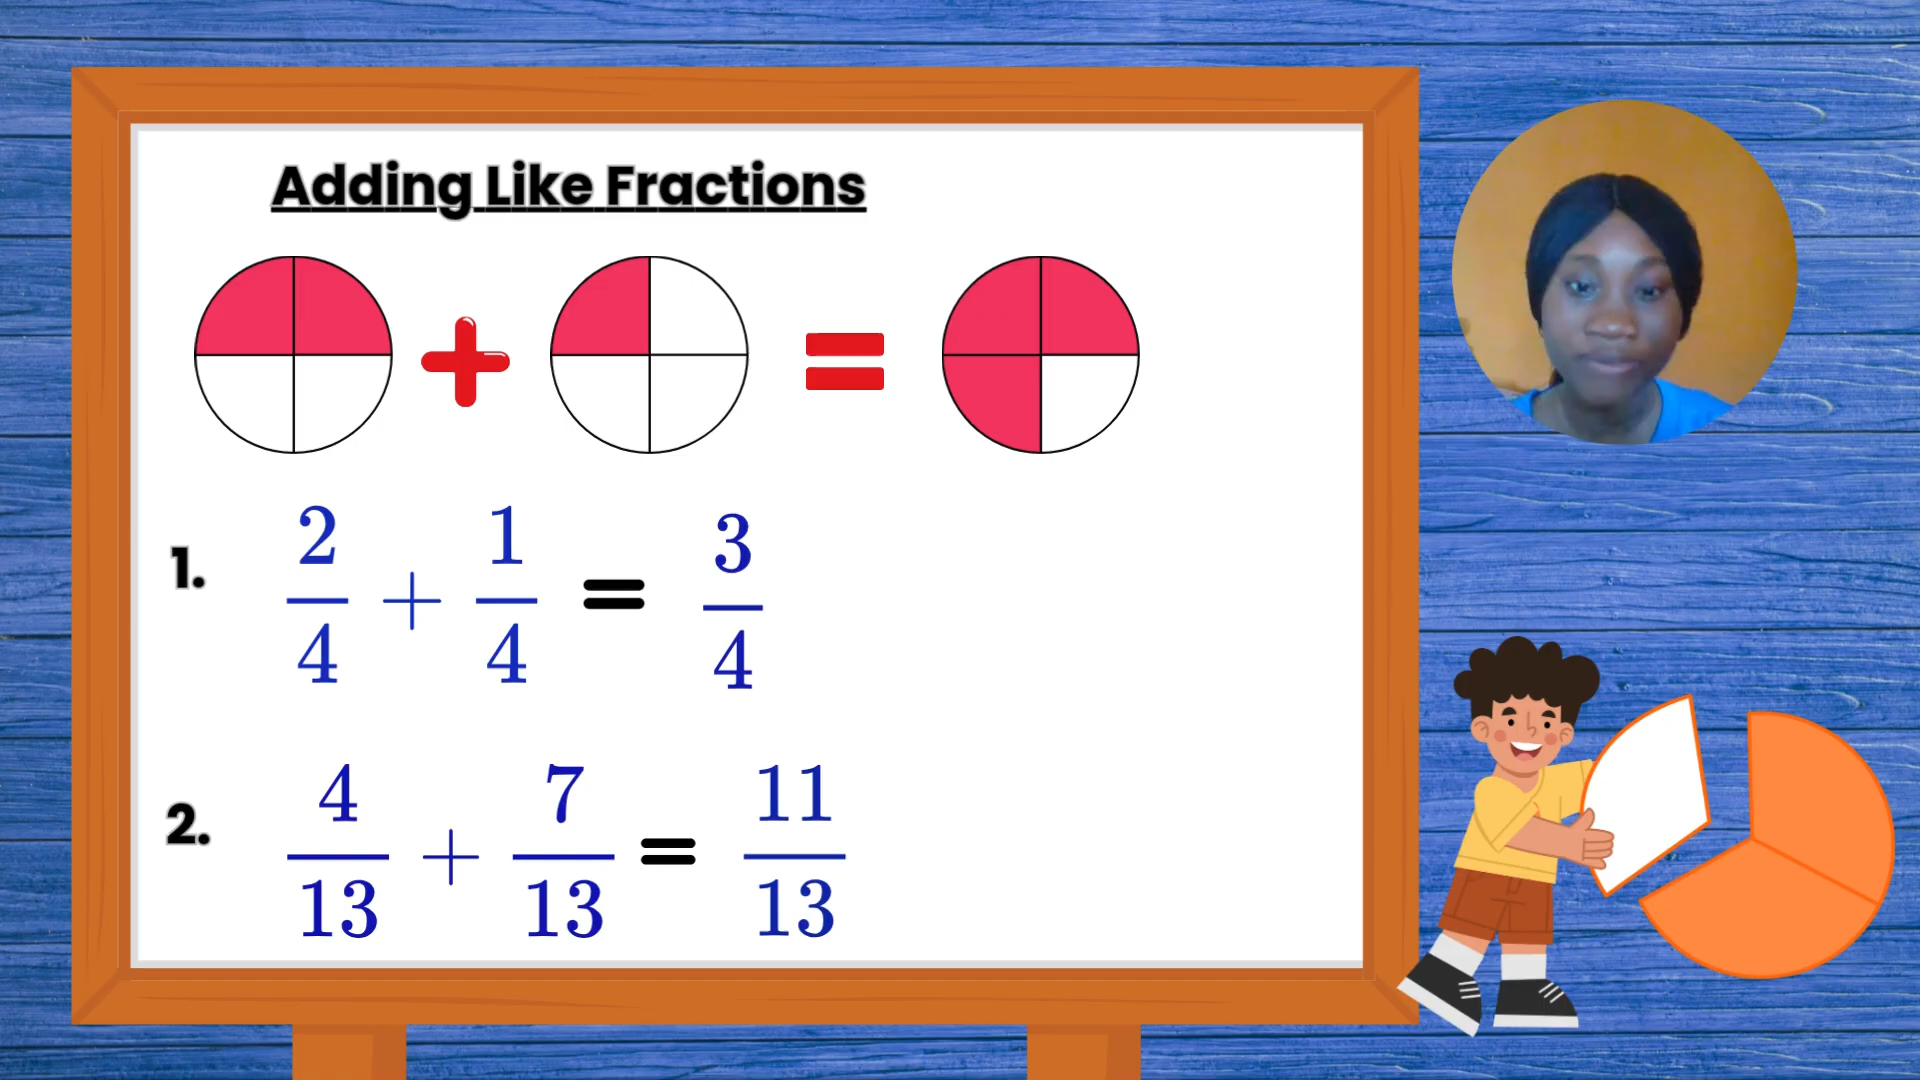 Adding Like Fractions
1. 2/4 + 1/4 = 3/4
2. 4/13 + 7/13 = 11/13